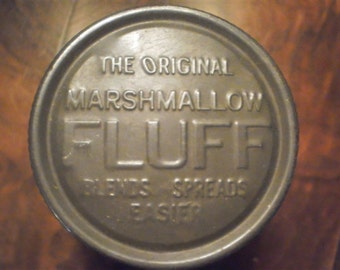 THE ORIGINAL
MARSHMALLOW
FLUFF
BLENDS SPREADS
EASIER